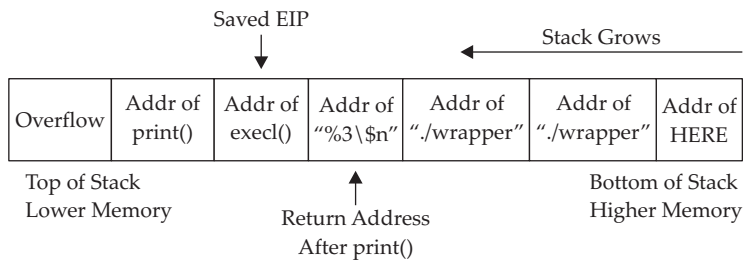 Saved EIP
Stack Grows
Overflow
Addr of
print()
Addr of
execl()
Addr of
“%3\$n”
Addr of
“./wrapper”
Addr of
“./wrapper”
Addr of
HERE
Top of Stack
Lower Memory
Bottom of Stack
Higher Memory
Return Address
After print()